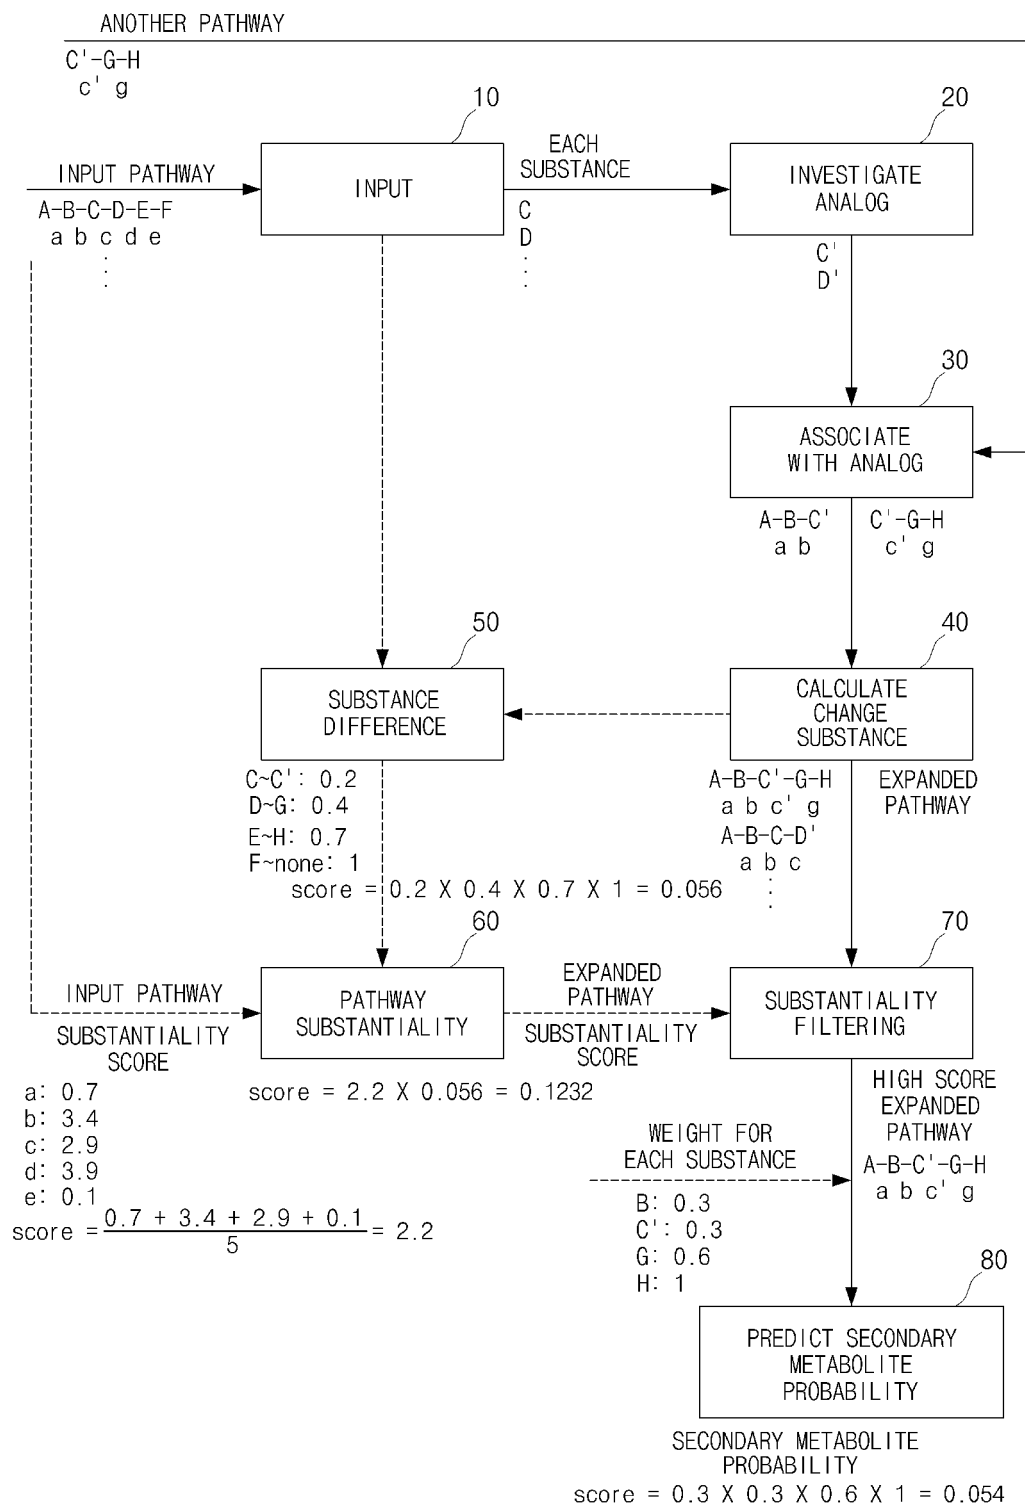 ANOTHER PATHWAY
C'-G-H
c' g
10
20
INPUT PATHWAY
A-B-C-D-E-F
a b c d e
⋮
INPUT
EACH
SUBSTANCE
C
D
⋮
INVESTIGATE
ANALOG
C'
D'
30
ASSOCIATE
WITH ANALOG
A-B-C'
a b
C'-G-H
c' g
50
40
SUBSTANCE
DIFFERENCE
CALCULATE
CHANGE
SUBSTANCE
C~C': 0.2
D~G: 0.4
E~H: 0.7
F~none: 1
score = 0.2 X 0.4 X 0.7 X 1 = 0.056
A-B-C'-G-H
a b c' g
A-B-C-D'
a b c
⋮
EXPANDED
PATHWAY
60
70
INPUT PATHWAY
SUBSTANTIALITY
SCORE
PATHWAY
SUBSTANTIALITY
EXPANDED
PATHWAY
SUBSTANTIALITY
SCORE
SUBSTANTIALITY
FILTERING
a: 0.7
b: 3.4
c: 2.9
d: 3.9
e: 0.1
score = 0.7 + 3.4 + 2.9 + 0.1 / 5 = 2.2
score = 2.2 X 0.056 = 0.1232
HIGH SCORE
EXPANDED
PATHWAY
A-B-C'-G-H
a b c' g
WEIGHT FOR
EACH SUBSTANCE
B: 0.3
C': 0.3
G: 0.6
H: 1
80
PREDICT SECONDARY
METABOLITE
PROBABILITY
SECONDARY METABOLITE
PROBABILITY
score = 0.3 X 0.3 X 0.6 X 1 = 0.054